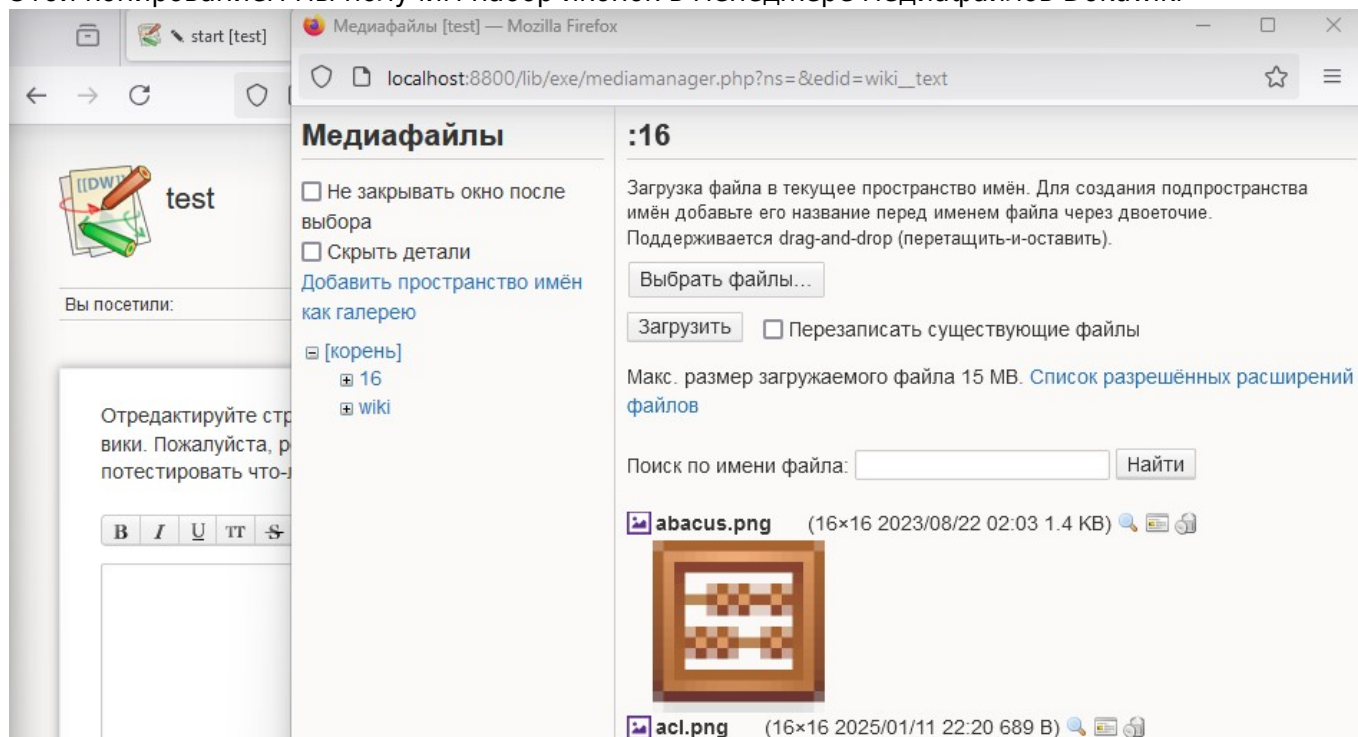 Медиафайлы [test] — Mozilla Firefox
start [test]
localhost:8800/lib/exe/mediamanager.php?ns=&edid=wiki__text
[[DW]]
test
Вы посетили:
Отредактируйте
вики. Пожалуйста,
потестировать
B I U TT S
Медиафайлы
Не закрывать окно после
выбора
Скрыть детали
Добавить пространство имён
как галерею
[корень]
16
wiki
:16
Загрузка файла в текущее пространство имён. Для создания подпространства
имён добавьте его название перед именем файла через двоеточие.
Поддерживается drag-and-drop (перетащить-и-оставить).
Выбрать файлы...
Загрузить Перезаписать существующие файлы
Макс. размер загружаемого файла 15 MB. Список разрешённых расширений
файлов
Поиск по имени файла: Найти
abacus.png (16×16 2023/08/22 02:03 1.4 KB)
acl.png (16×16 2025/01/11 22:20 689 B)